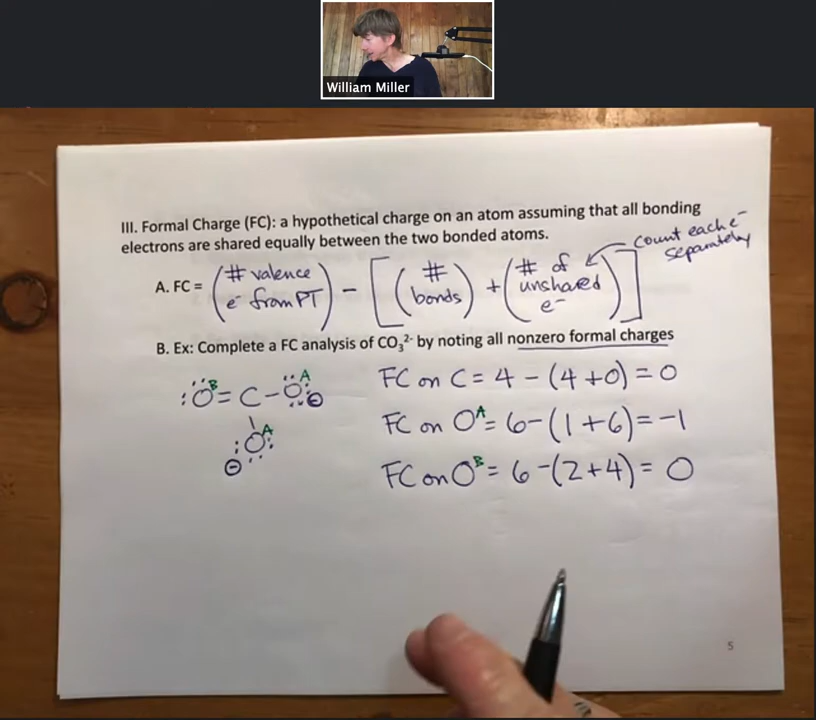 William Miller
III. Formal Charge (FC): a hypothetical charge on an atom assuming that all bonding
electrons are shared equally between the two bonded atoms.
count each e⁻
separately
A. FC = (# valence e⁻ from PT) − [(# bonds) + (# of unshared e⁻)]
B. Ex: Complete a FC analysis of CO₃²⁻ by noting all nonzero formal charges
:Ö^B = C − Ö^A: ⊖
FC on C = 4 − (4 + 0) = 0
FC on O^A = 6 − (1 + 6) = −1
:O^A: ⊖
FC on O^B = 6 − (2 + 4) = 0
5